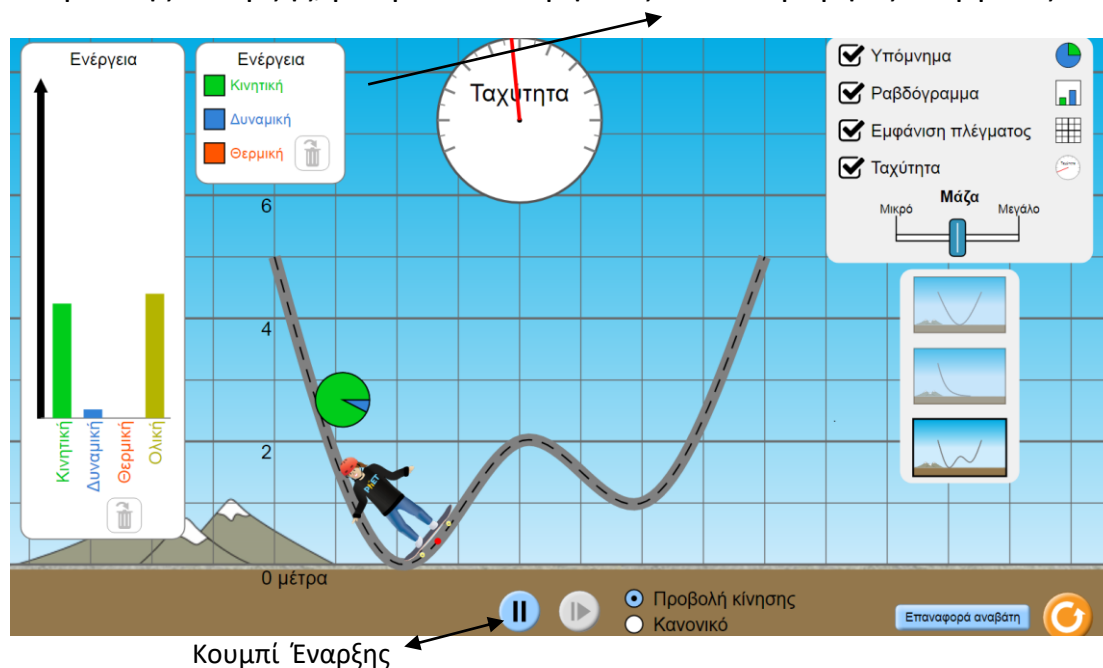 Ενέργεια
Κινητική
Δυναμική
Θερμική
Ολική
Ενέργεια
Κινητική
Δυναμική
Θερμική
Ταχύτητα
Υπόμνημα
Ραβδόγραμμα
Εμφάνιση πλέγματος
Ταχύτητα
Μάζα
Μικρό
Μεγάλο
6
4
2
0 μέτρα
PhET
Προβολή κίνησης
Κανονικό
Επαναφορά αναβάτη
Κουμπί Έναρξης